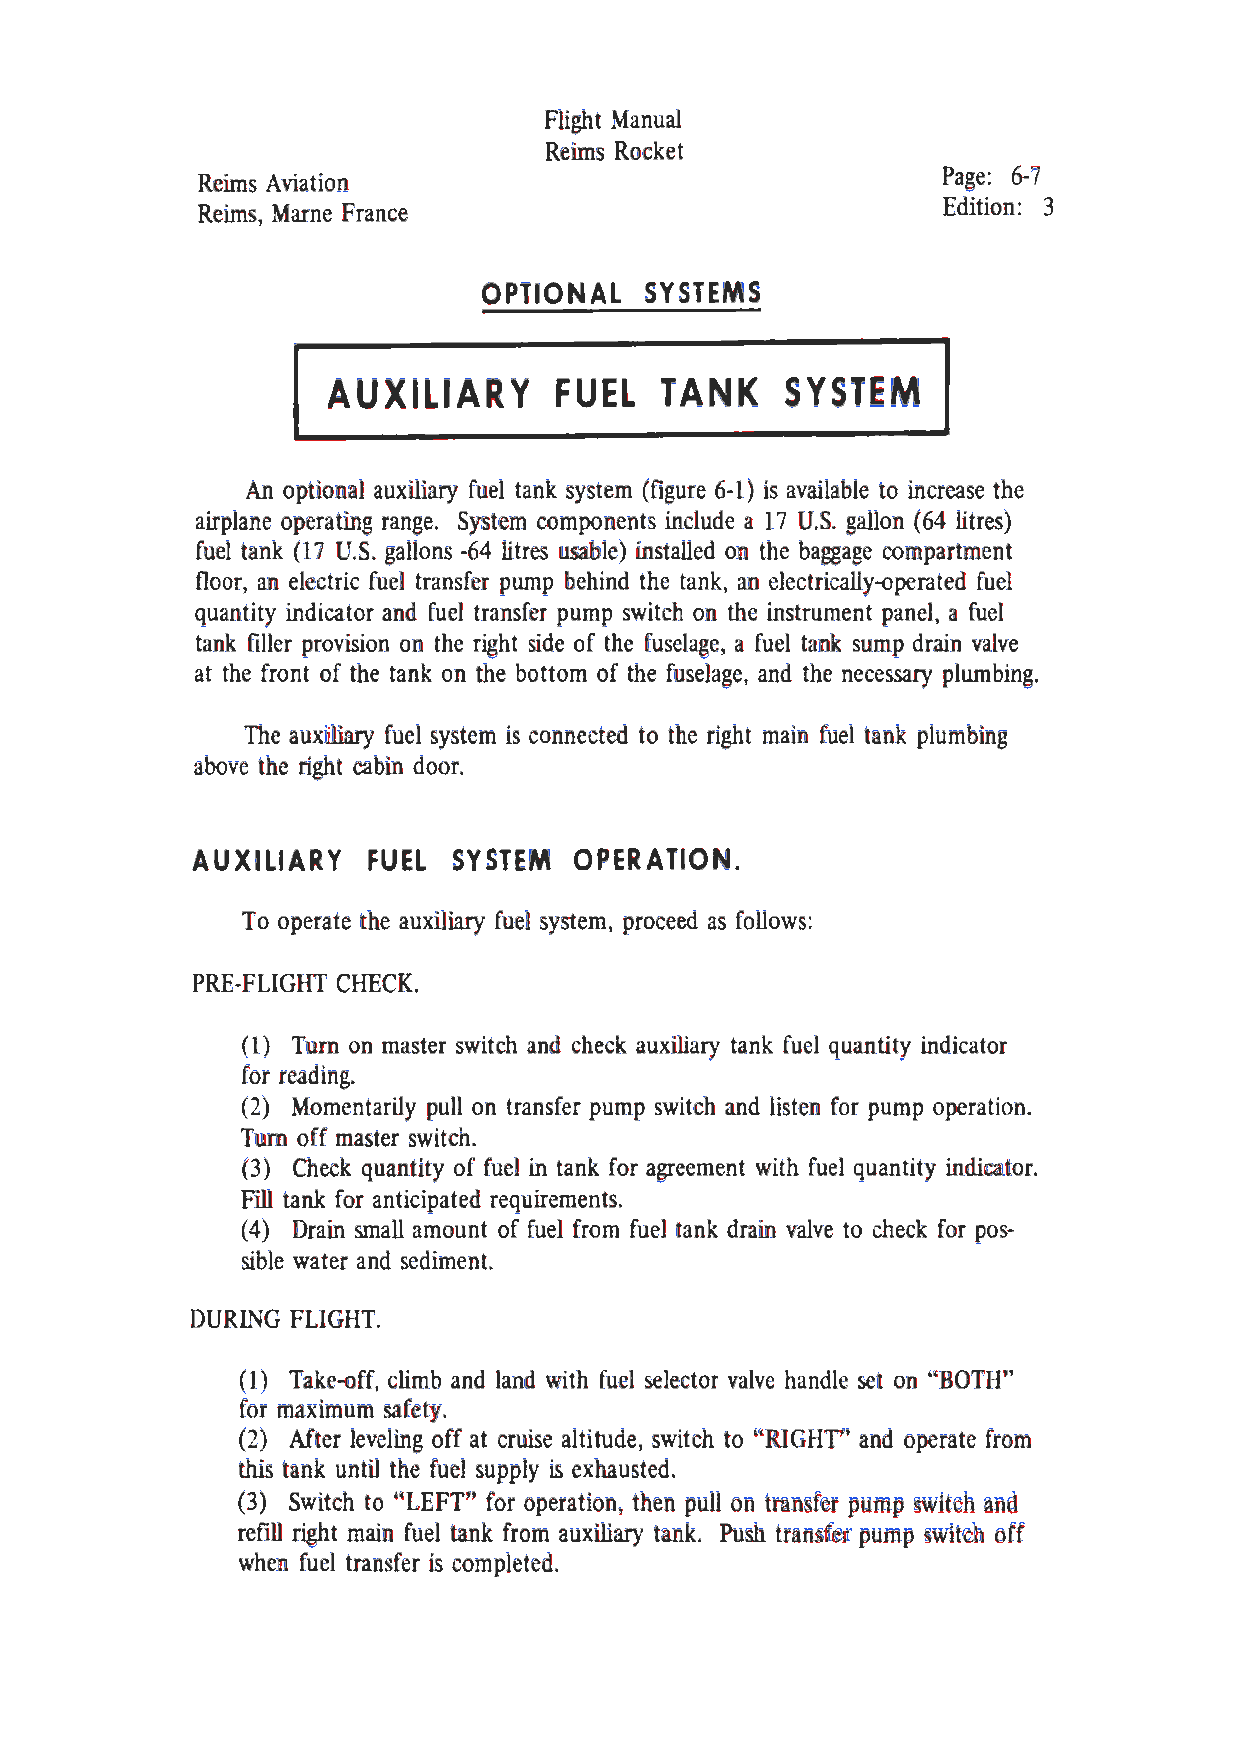 Flight Manual
Reims Rocket
Reims Aviation
Page: 6-7
Reims, Marne France
Edition: 3
OPTIONAL SYSTEMS
AUXILIARY FUEL TANK SYSTEM
An optional auxiliary fuel tank system (figure 6-1) is available to increase the
airplane operating range. System components include a 17 U.S. gallon (64 litres)
fuel tank (17 U.S. gallons -64 litres usable) installed on the baggage compartment
floor, an electric fuel transfer pump behind the tank, an electrically-operated fuel
quantity indicator and fuel transfer pump switch on the instrument panel, a fuel
tank filler provision on the right side of the fuselage, a fuel tank sump drain valve
at the front of the tank on the bottom of the fuselage, and the necessary plumbing.
The auxiliary fuel system is connected to the right main fuel tank plumbing
above the right cabin door.
AUXILIARY FUEL SYSTEM OPERATION.
To operate the auxiliary fuel system, proceed as follows:
PRE-FLIGHT CHECK.
(1) Turn on master switch and check auxiliary tank fuel quantity indicator
for reading.
(2) Momentarily pull on transfer pump switch and listen for pump operation.
Turn off master switch.
(3) Check quantity of fuel in tank for agreement with fuel quantity indicator.
Fill tank for anticipated requirements.
(4) Drain small amount of fuel from fuel tank drain valve to check for pos-
sible water and sediment.
DURING FLIGHT.
(1) Take-off, climb and land with fuel selector valve handle set on “BOTH”
for maximum safety.
(2) After leveling off at cruise altitude, switch to “RIGHT” and operate from
this tank until the fuel supply is exhausted.
(3) Switch to “LEFT” for operation, then pull on transfer pump switch and
refill right main fuel tank from auxiliary tank. Push transfer pump switch off
when fuel transfer is completed.